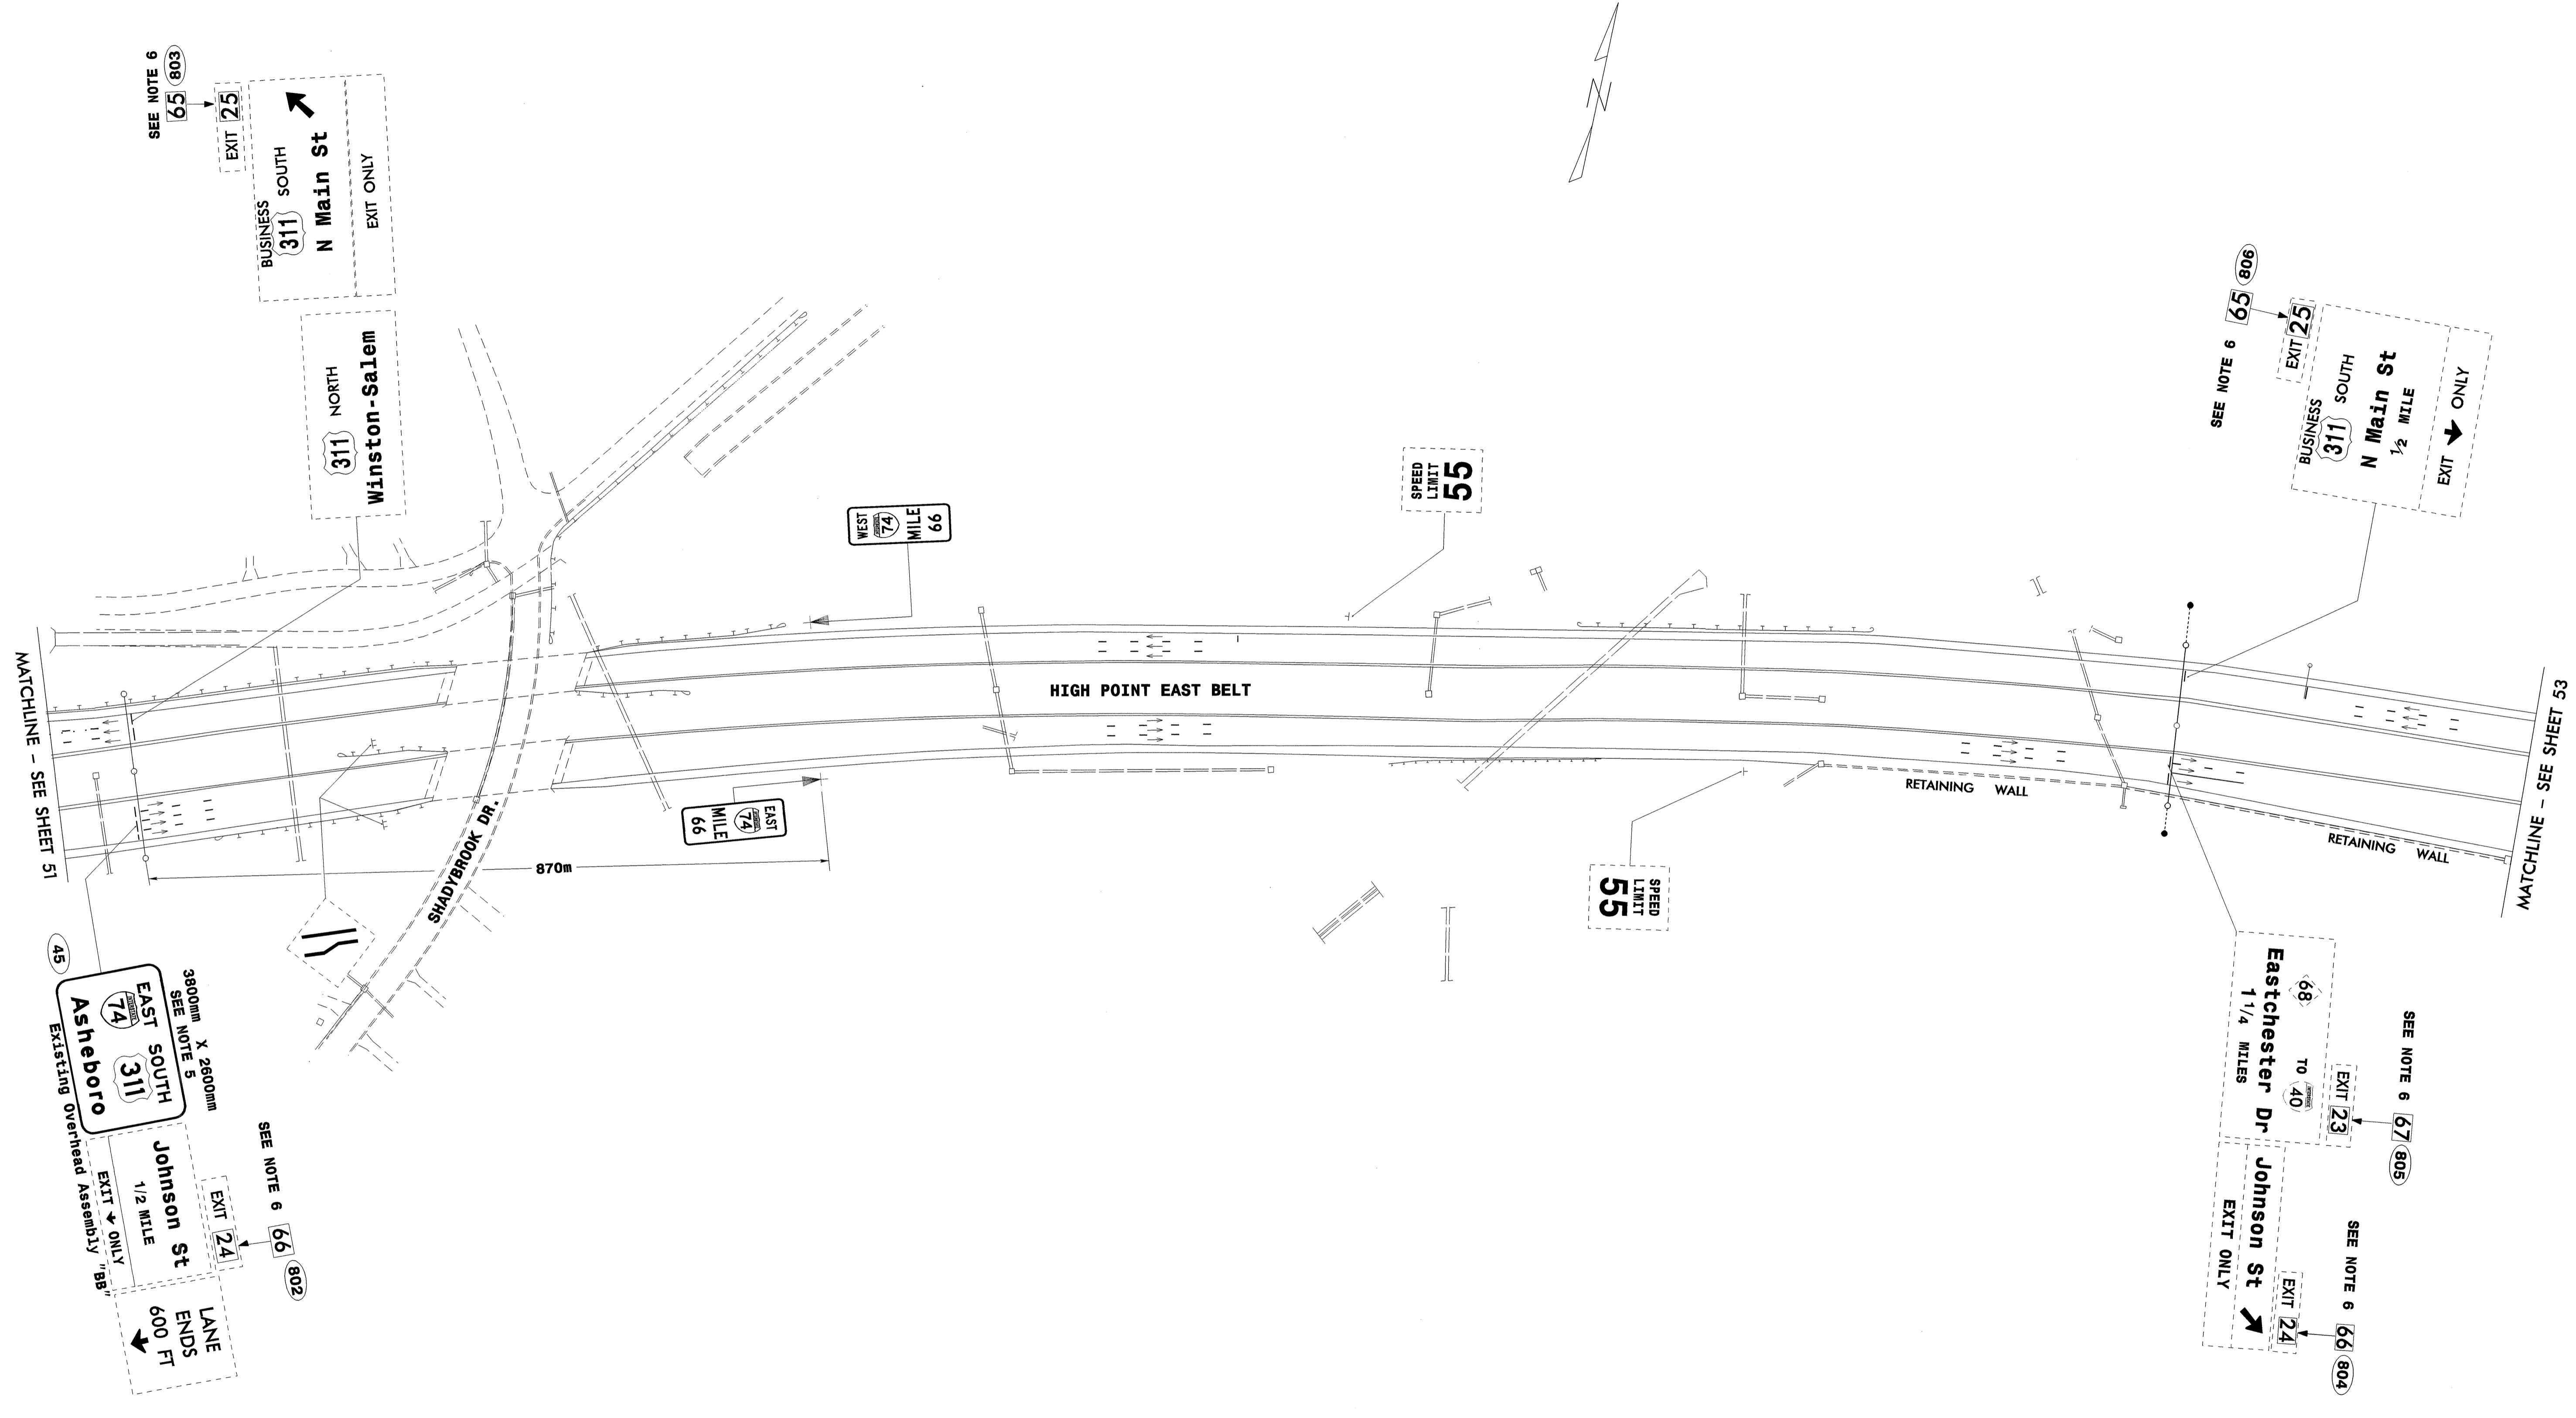 SEE NOTE 6
65
803
EXIT 25
BUSINESS
311 SOUTH
N Main St
EXIT ONLY
311 NORTH
Winston-Salem
WEST
INTERSTATE
74
MILE
66
SPEED
LIMIT
55
SEE NOTE 6
65
806
EXIT 25
BUSINESS
311 SOUTH
N Main St
1/2 MILE
EXIT ONLY
N
MATCHLINE - SEE SHEET 51
HIGH POINT EAST BELT
MATCHLINE - SEE SHEET 53
RETAINING WALL
RETAINING WALL
SHADYBROOK DR.
870m
EAST
INTERSTATE
74
MILE
66
SPEED
LIMIT
55
45
3800mm X 2600mm
SEE NOTE 5
EAST SOUTH
INTERSTATE
74 311
Asheboro
Existing Overhead Assembly "BB"
SEE NOTE 6
66
802
EXIT 24
Johnson St
1/2 MILE
EXIT ONLY
LANE
ENDS
600 FT
SEE NOTE 6
67
805
EXIT 23
68 TO 40
Eastchester Dr
1 1/4 MILES
SEE NOTE 6
66
804
EXIT 24
Johnson St
EXIT ONLY